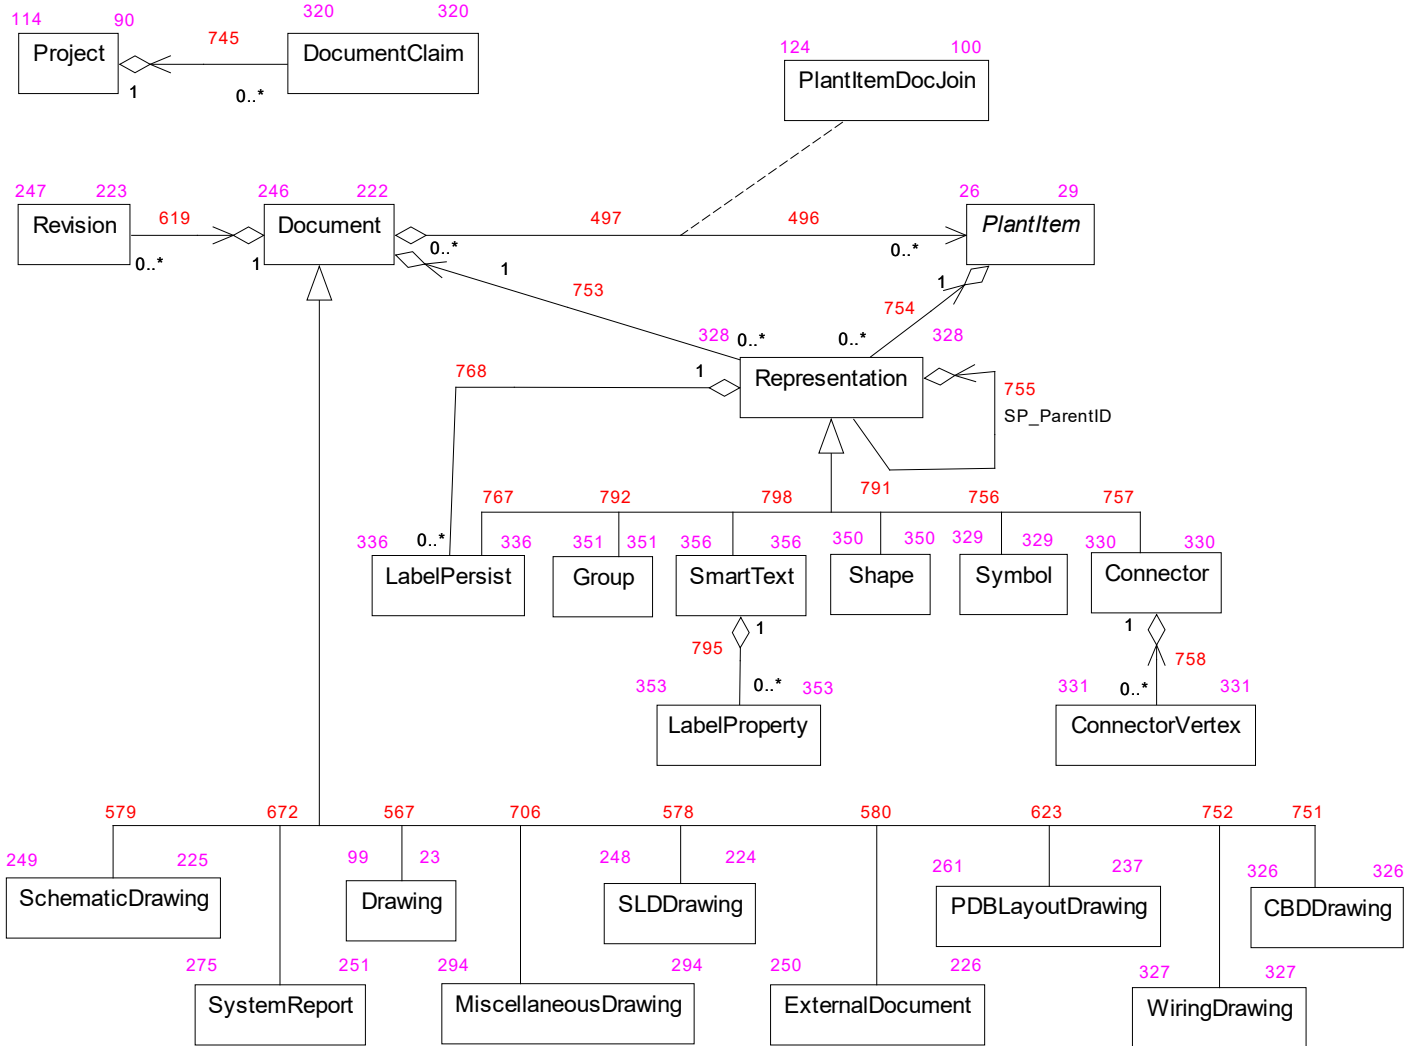 114 90 320 320
Project 745 DocumentClaim
1 0..*
124 100
PlantItemDocJoin
247 223 246 222 26 29
Revision 619 Document 497 496 PlantItem
0..* 1 0..* 0..*
1 1
753 754
328 0..* 0..* 328
768 1 Representation 755
SP_ParentID
767 792 798 791 756 757
336 0..* 336 351 351 356 356 350 350 329 329 330 330
LabelPersist Group SmartText Shape Symbol Connector
1 1
795 758
353 0..* 353 331 0..* 331
LabelProperty ConnectorVertex
579 672 567 706 578 580 623 752 751
249 225 99 23 248 224 261 237 326 326
SchematicDrawing Drawing SLDDrawing PDBLayoutDrawing CBDDrawing
275 251 294 294 250 226 327 327
SystemReport MiscellaneousDrawing ExternalDocument WiringDrawing